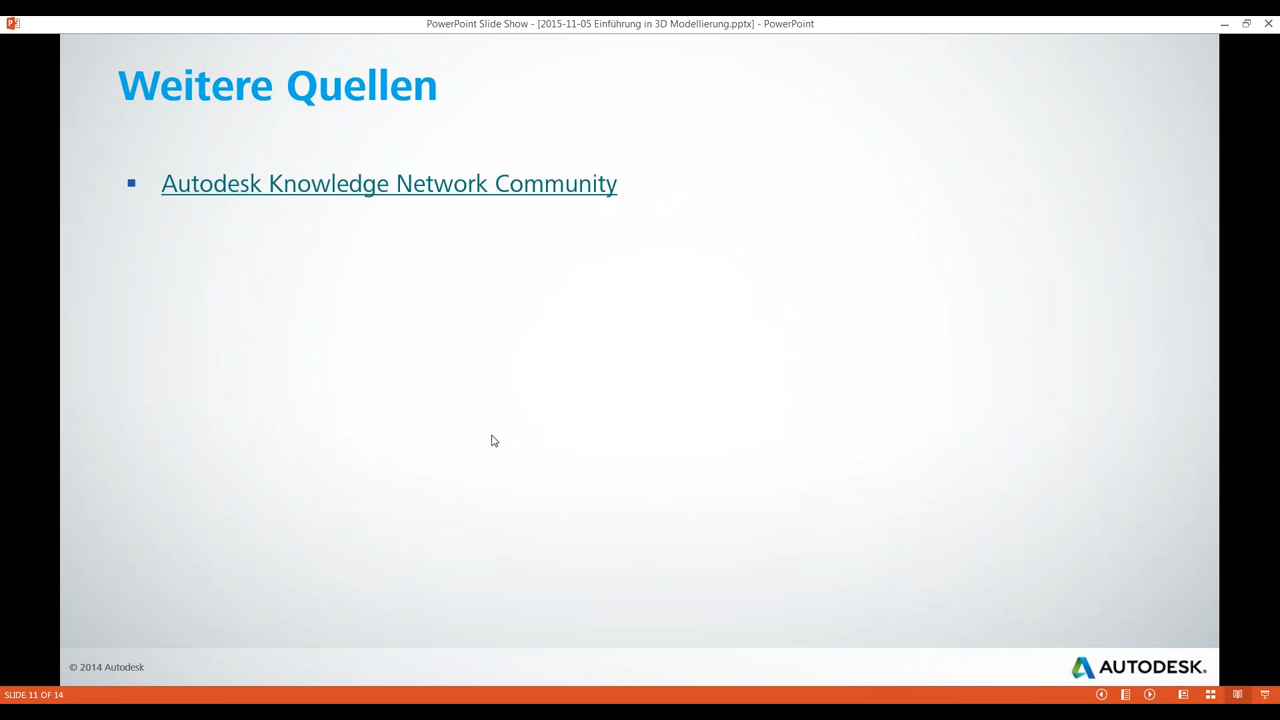 PowerPoint Slide Show - [2015-11-05 Einführung in 3D Modellierung.pptx] - PowerPoint
Weitere Quellen
Autodesk Knowledge Network Community
© 2014 Autodesk
AUTODESK.
SLIDE 11 OF 14